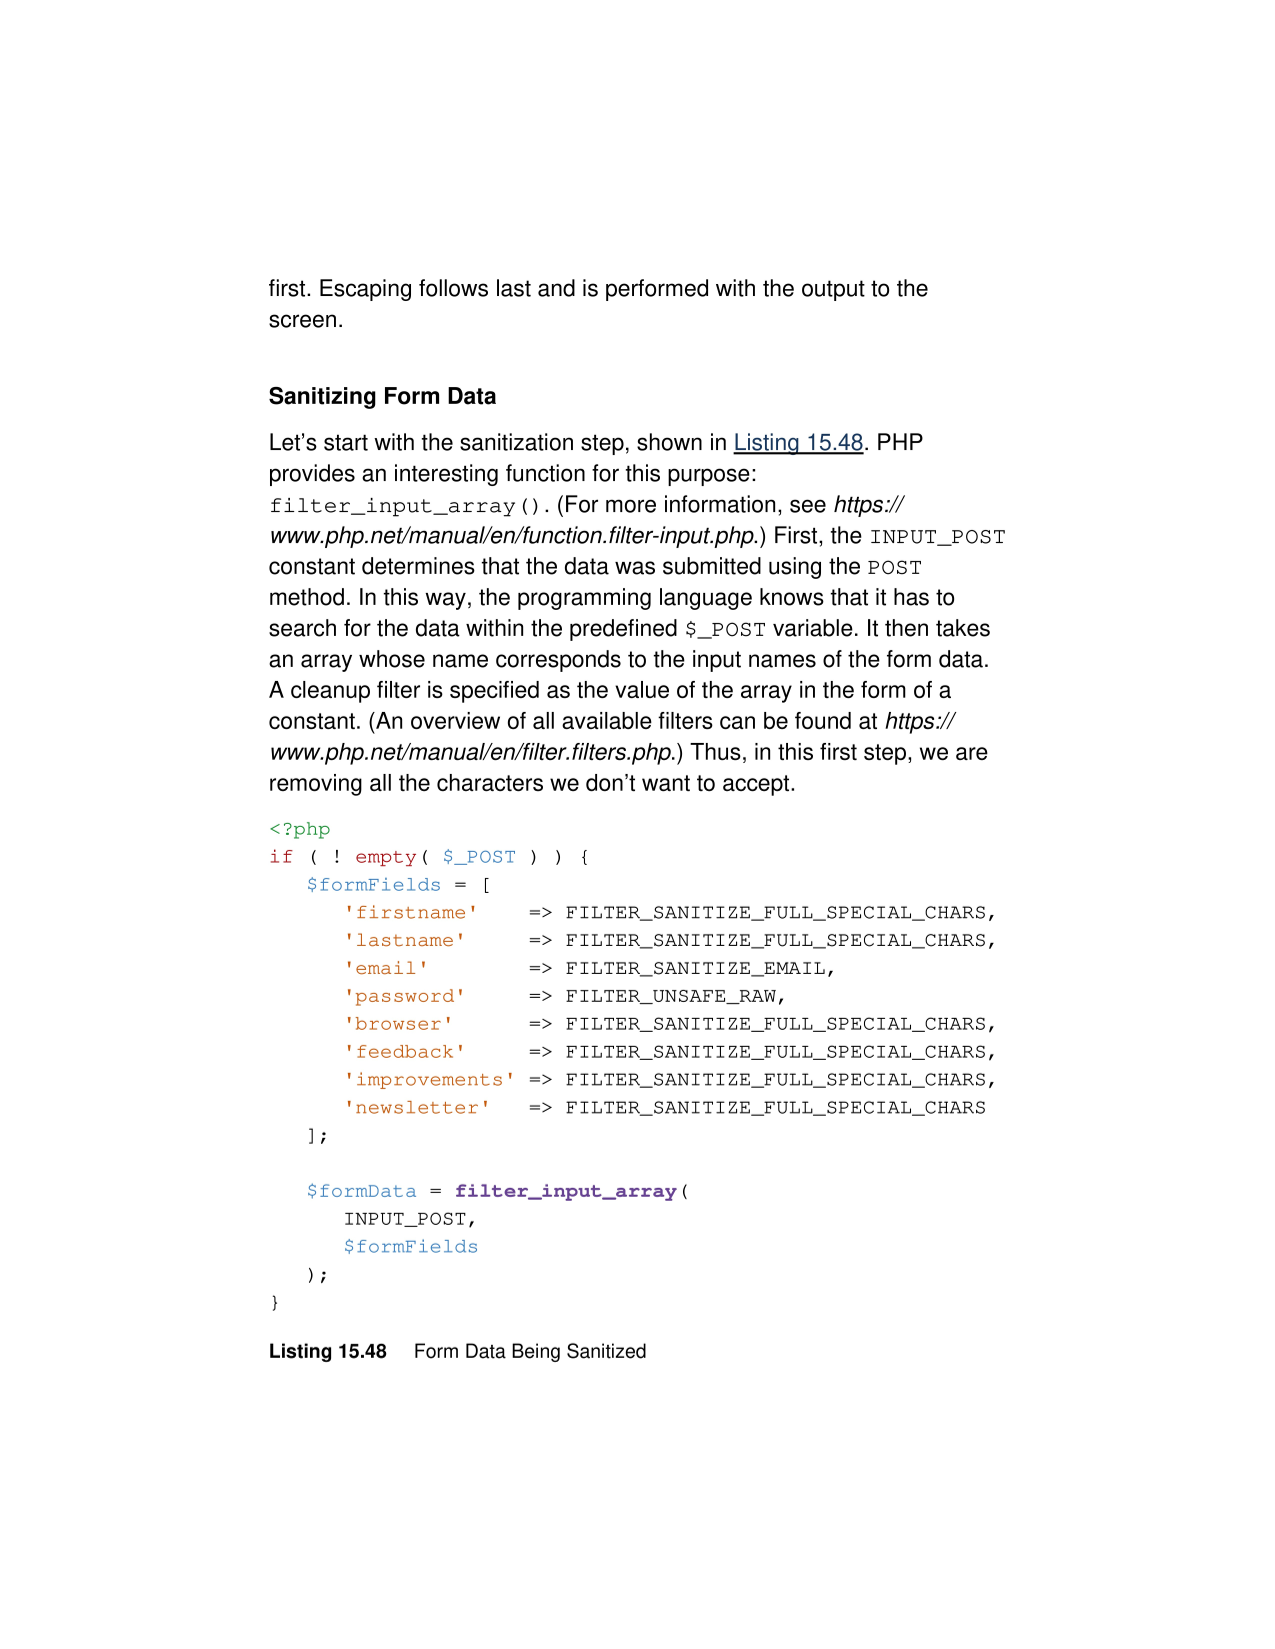 first. Escaping follows last and is performed with the output to the
screen.
Sanitizing Form Data
Let’s start with the sanitization step, shown in Listing 15.48. PHP
provides an interesting function for this purpose:
filter_input_array(). (For more information, see https://
www.php.net/manual/en/function.filter-input.php.) First, the INPUT_POST
constant determines that the data was submitted using the POST
method. In this way, the programming language knows that it has to
search for the data within the predefined $_POST variable. It then takes
an array whose name corresponds to the input names of the form data.
A cleanup filter is specified as the value of the array in the form of a
constant. (An overview of all available filters can be found at https://
www.php.net/manual/en/filter.filters.php.) Thus, in this first step, we are
removing all the characters we don’t want to accept.
<?php
if ( ! empty( $_POST ) ) {
   $formFields = [
      'firstname'    => FILTER_SANITIZE_FULL_SPECIAL_CHARS,
      'lastname'     => FILTER_SANITIZE_FULL_SPECIAL_CHARS,
      'email'        => FILTER_SANITIZE_EMAIL,
      'password'     => FILTER_UNSAFE_RAW,
      'browser'      => FILTER_SANITIZE_FULL_SPECIAL_CHARS,
      'feedback'     => FILTER_SANITIZE_FULL_SPECIAL_CHARS,
      'improvements' => FILTER_SANITIZE_FULL_SPECIAL_CHARS,
      'newsletter'   => FILTER_SANITIZE_FULL_SPECIAL_CHARS
   ];
   $formData = filter_input_array(
      INPUT_POST,
      $formFields
   );
}
Listing 15.48 Form Data Being Sanitized